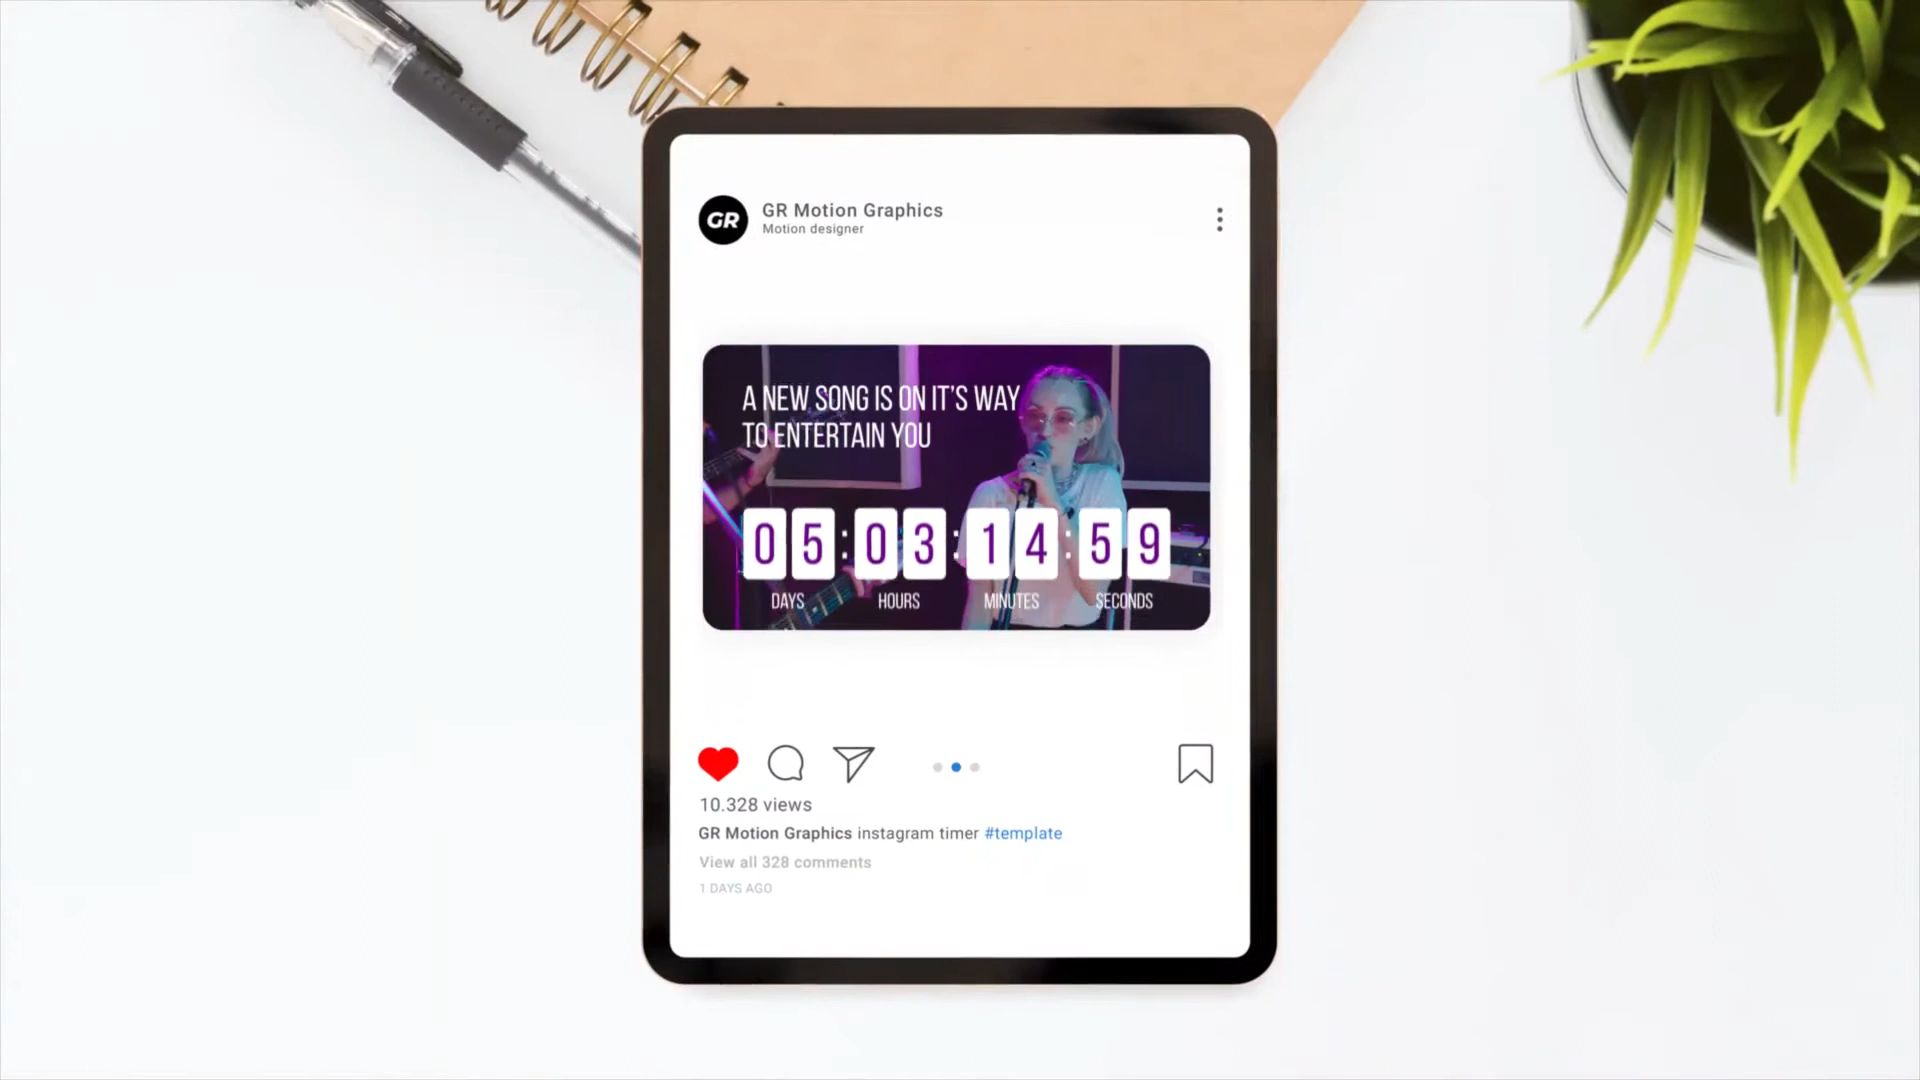 GR
GR Motion Graphics
Motion designer
A NEW SONG IS ON IT'S WAY
TO ENTERTAIN YOU
05:03:14:59
DAYS HOURS MINUTES SECONDS
10.328 views
GR Motion Graphics instagram timer #template
View all 328 comments
1 DAYS AGO